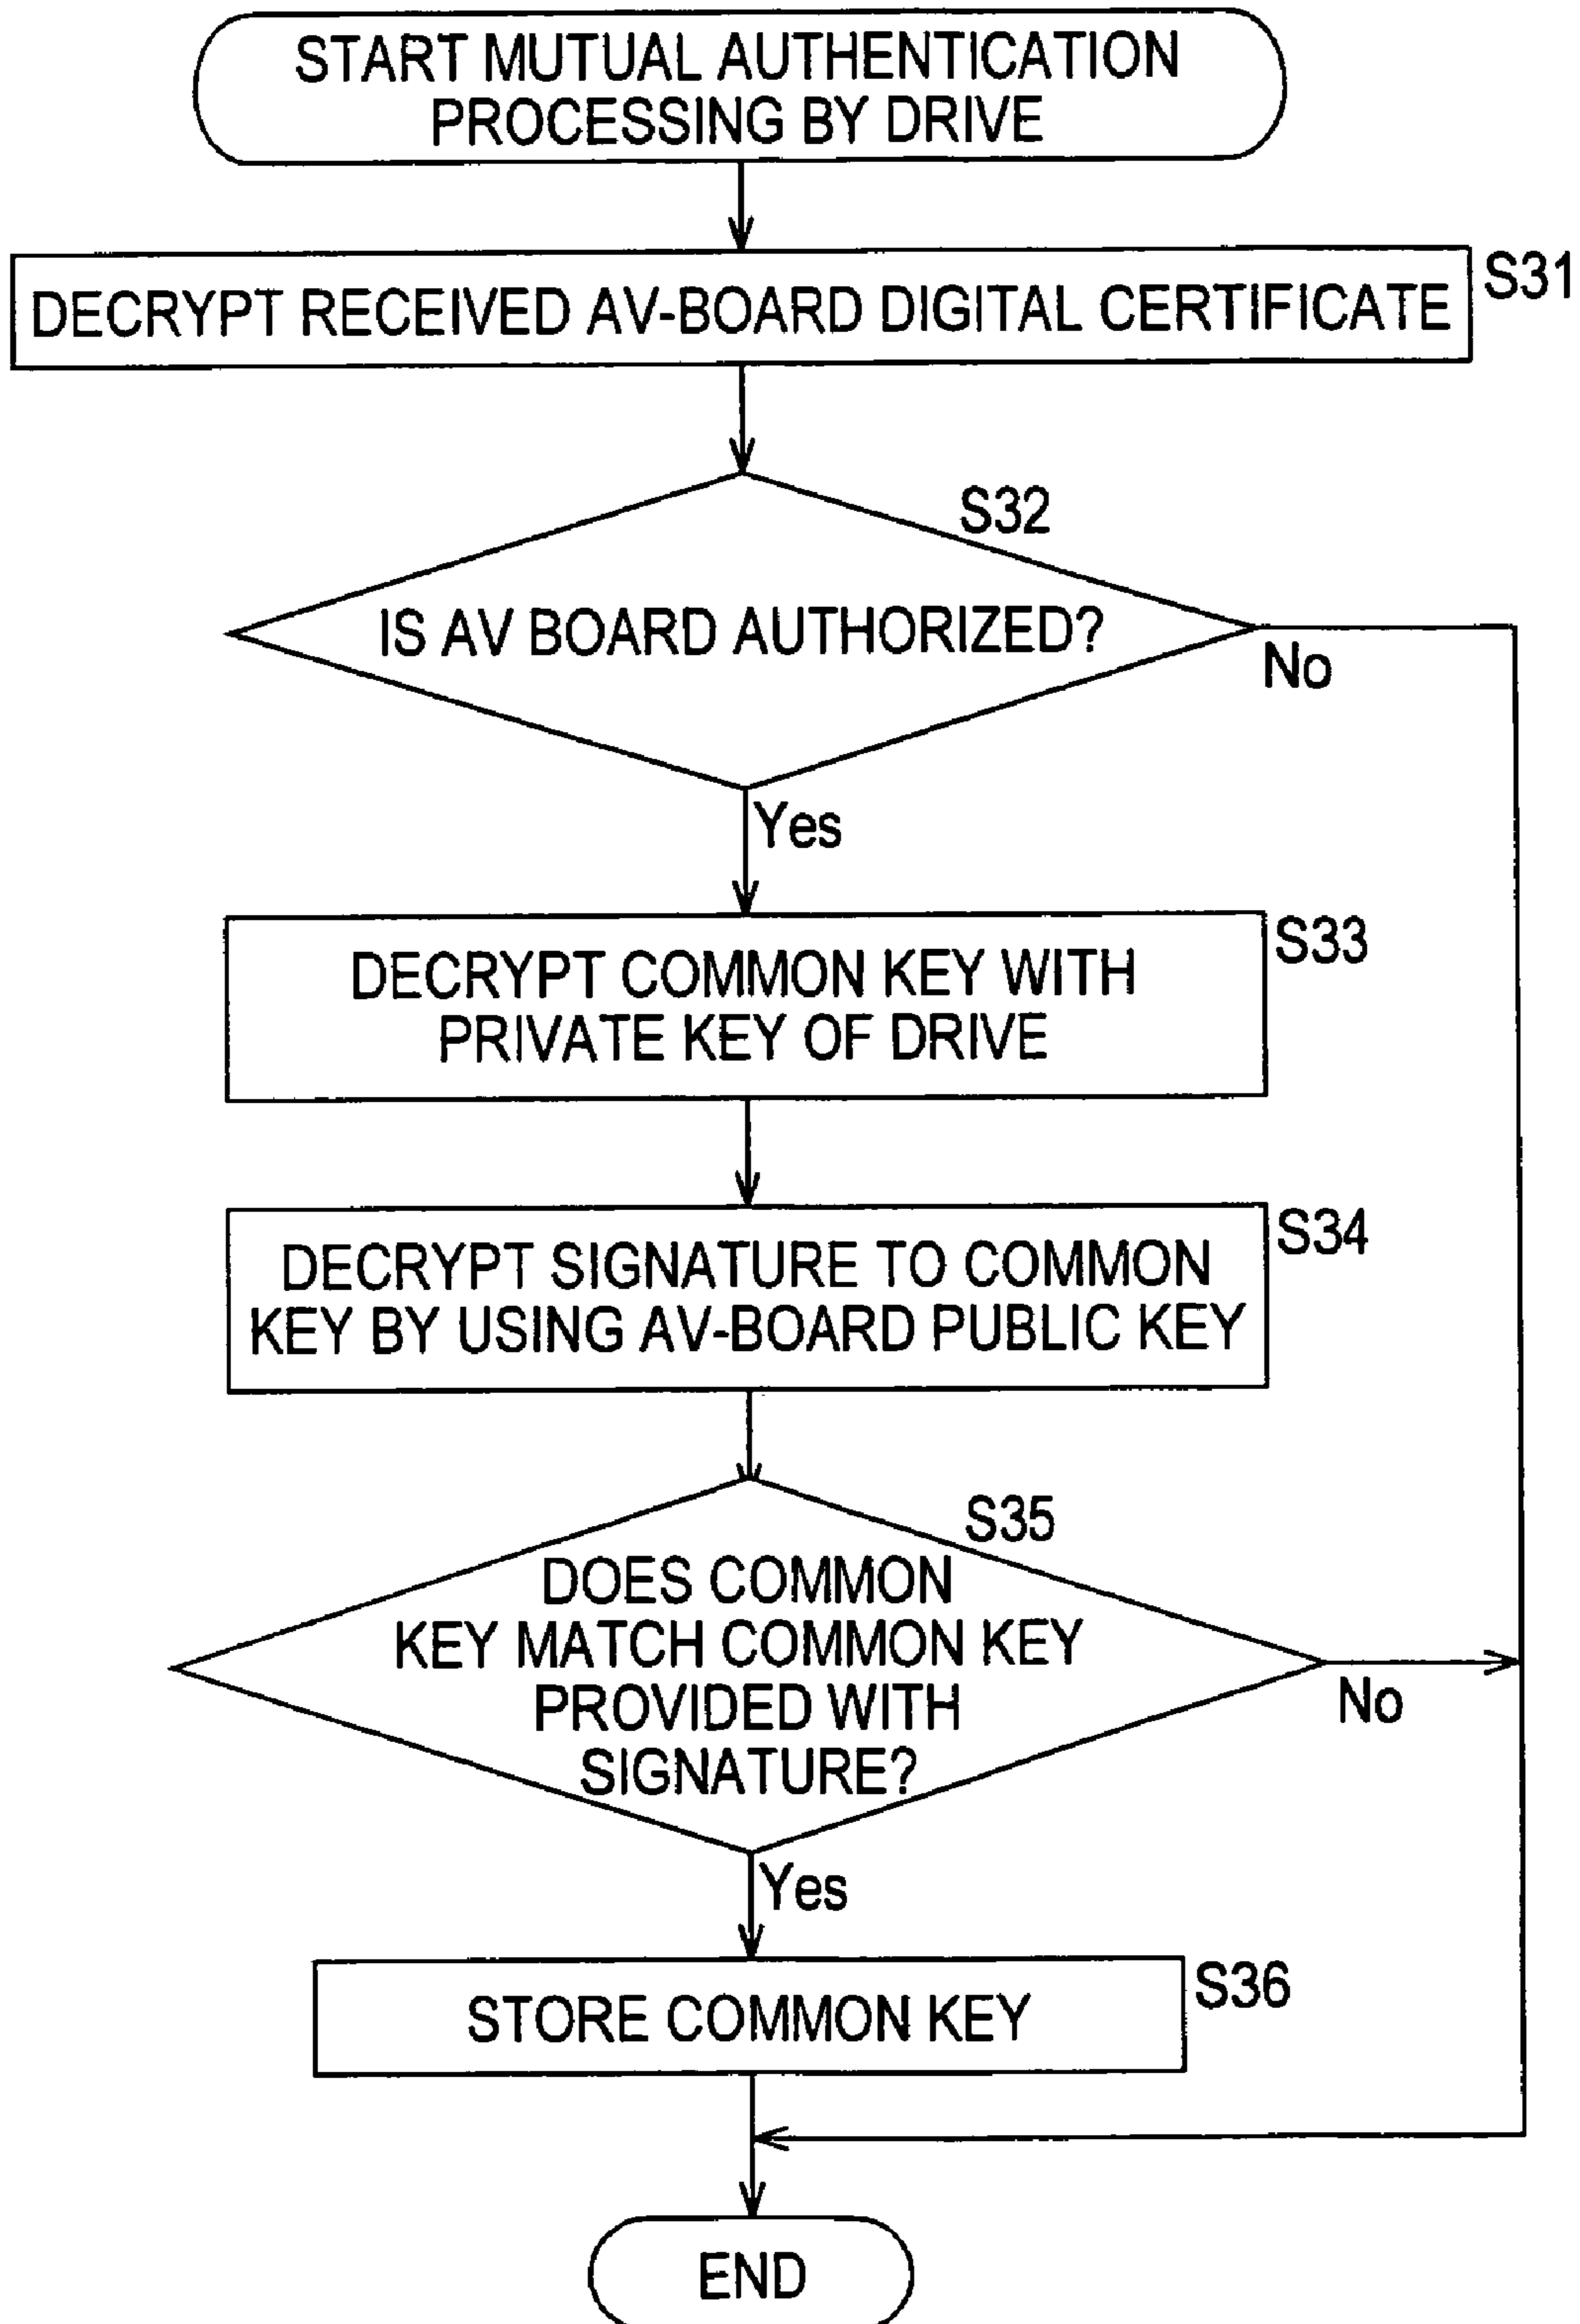 START MUTUAL AUTHENTICATION
PROCESSING BY DRIVE
S31
DECRYPT RECEIVED AV-BOARD DIGITAL CERTIFICATE
S32
IS AV BOARD AUTHORIZED?
No
Yes
S33
DECRYPT COMMON KEY WITH
PRIVATE KEY OF DRIVE
S34
DECRYPT SIGNATURE TO COMMON
KEY BY USING AV-BOARD PUBLIC KEY
S35
DOES COMMON
KEY MATCH COMMON KEY
PROVIDED WITH
SIGNATURE?
No
Yes
S36
STORE COMMON KEY
END